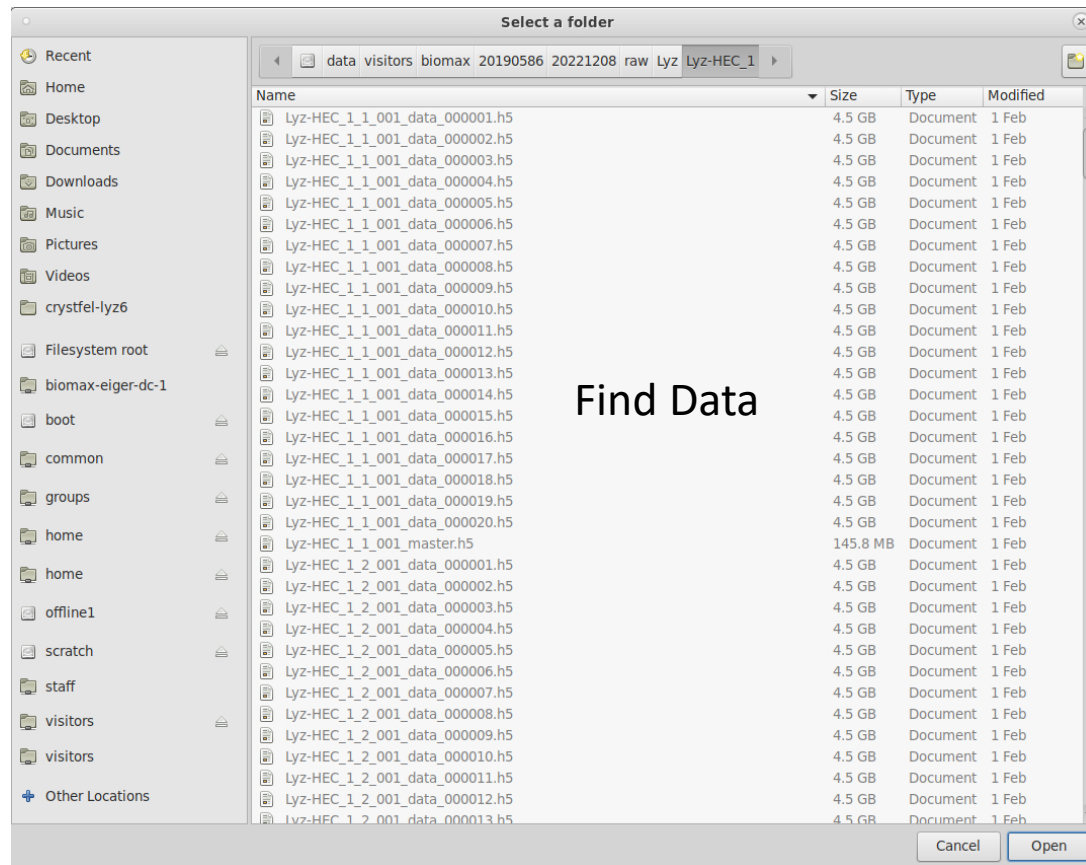 Select a folder
Recent
Home
Desktop
Documents
Downloads
Music
Pictures
Videos
crystfel-lyz6
Filesystem root
biomax-eiger-dc-1
boot
common
groups
home
home
offline1
scratch
staff
visitors
visitors
Other Locations
data visitors biomax 20190586 20221208 raw Lyz Lyz-HEC_1
Name Size Type Modified
Lyz-HEC_1_1_001_data_000001.h5 4.5 GB Document 1 Feb
Lyz-HEC_1_1_001_data_000002.h5 4.5 GB Document 1 Feb
Lyz-HEC_1_1_001_data_000003.h5 4.5 GB Document 1 Feb
Lyz-HEC_1_1_001_data_000004.h5 4.5 GB Document 1 Feb
Lyz-HEC_1_1_001_data_000005.h5 4.5 GB Document 1 Feb
Lyz-HEC_1_1_001_data_000006.h5 4.5 GB Document 1 Feb
Lyz-HEC_1_1_001_data_000007.h5 4.5 GB Document 1 Feb
Lyz-HEC_1_1_001_data_000008.h5 4.5 GB Document 1 Feb
Lyz-HEC_1_1_001_data_000009.h5 4.5 GB Document 1 Feb
Lyz-HEC_1_1_001_data_000010.h5 4.5 GB Document 1 Feb
Lyz-HEC_1_1_001_data_000011.h5 4.5 GB Document 1 Feb
Lyz-HEC_1_1_001_data_000012.h5 4.5 GB Document 1 Feb
Lyz-HEC_1_1_001_data_000013.h5 4.5 GB Document 1 Feb
Lyz-HEC_1_1_001_data_000014.h5 4.5 GB Document 1 Feb
Find Data
Lyz-HEC_1_1_001_data_000015.h5 4.5 GB Document 1 Feb
Lyz-HEC_1_1_001_data_000016.h5 4.5 GB Document 1 Feb
Lyz-HEC_1_1_001_data_000017.h5 4.5 GB Document 1 Feb
Lyz-HEC_1_1_001_data_000018.h5 4.5 GB Document 1 Feb
Lyz-HEC_1_1_001_data_000019.h5 4.5 GB Document 1 Feb
Lyz-HEC_1_1_001_data_000020.h5 4.5 GB Document 1 Feb
Lyz-HEC_1_1_001_master.h5 145.8 MB Document 1 Feb
Lyz-HEC_1_2_001_data_000001.h5 4.5 GB Document 1 Feb
Lyz-HEC_1_2_001_data_000002.h5 4.5 GB Document 1 Feb
Lyz-HEC_1_2_001_data_000003.h5 4.5 GB Document 1 Feb
Lyz-HEC_1_2_001_data_000004.h5 4.5 GB Document 1 Feb
Lyz-HEC_1_2_001_data_000005.h5 4.5 GB Document 1 Feb
Lyz-HEC_1_2_001_data_000006.h5 4.5 GB Document 1 Feb
Lyz-HEC_1_2_001_data_000007.h5 4.5 GB Document 1 Feb
Lyz-HEC_1_2_001_data_000008.h5 4.5 GB Document 1 Feb
Lyz-HEC_1_2_001_data_000009.h5 4.5 GB Document 1 Feb
Lyz-HEC_1_2_001_data_000010.h5 4.5 GB Document 1 Feb
Lyz-HEC_1_2_001_data_000011.h5 4.5 GB Document 1 Feb
Lyz-HEC_1_2_001_data_000012.h5 4.5 GB Document 1 Feb
Lyz-HEC_1_2_001_data_000013.h5 4.5 GB Document 1 Feb
Cancel Open